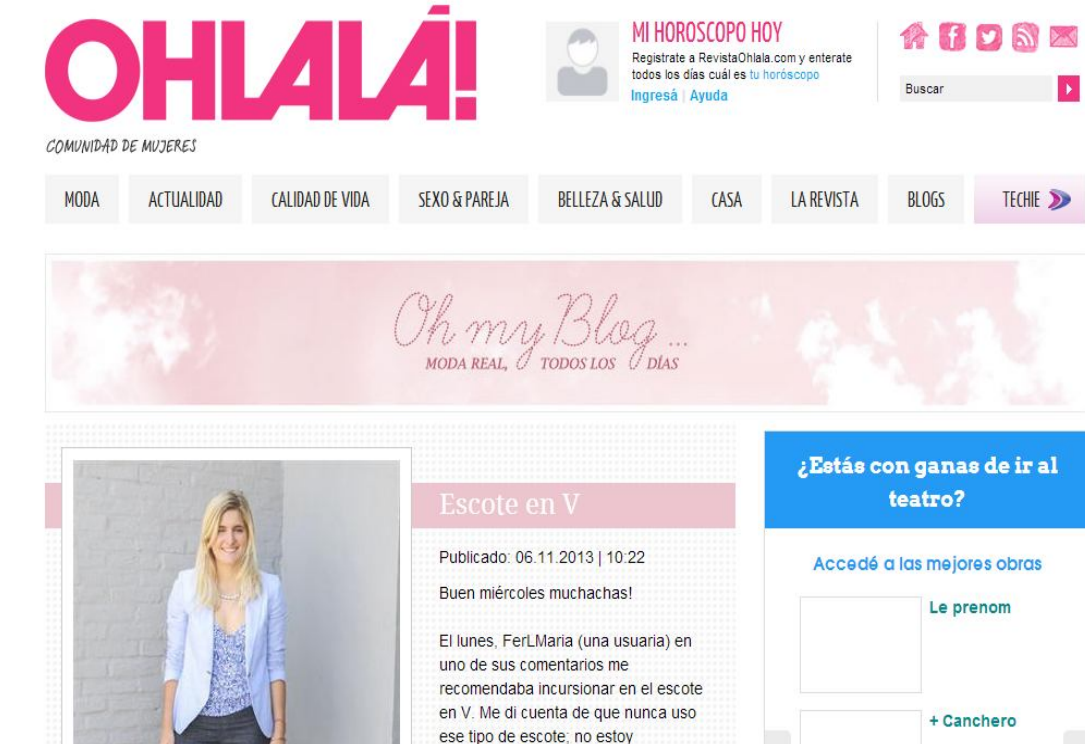 OHLALÁ!
COMUNIDAD DE MUJERES
MI HOROSCOPO HOY
Registrate a RevistaOhlala.com y enterate
todos los días cuál es tu horóscopo
Ingresá | Ayuda
Buscar
MODA
ACTUALIDAD
CALIDAD DE VIDA
SEXO & PAREJA
BELLEZA & SALUD
CASA
LA REVISTA
BLOGS
TECHIE
Oh my Blog ...
MODA REAL, TODOS LOS DÍAS
Escote en V
Publicado: 06.11.2013 | 10:22
Buen miércoles muchachas!
El lunes, FerLMaria (una usuaria) en
uno de sus comentarios me
recomendaba incursionar en el escote
en V. Me di cuenta de que nunca uso
ese tipo de escote; no estoy
¿Estás con ganas de ir al
teatro?
Accedé a las mejores obras
Le prenom
+ Canchero